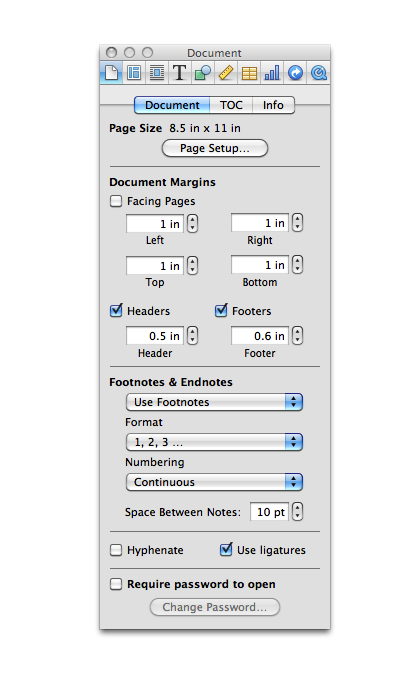 Document
T
Document TOC Info
Page Size 8.5 in x 11 in
Page Setup...
Document Margins
Facing Pages
1 in 1 in
Left Right
1 in 1 in
Top Bottom
Headers Footers
0.5 in 0.6 in
Header Footer
Footnotes & Endnotes
Use Footnotes
Format
1, 2, 3 ...
Numbering
Continuous
Space Between Notes: 10 pt
Hyphenate Use ligatures
Require password to open
Change Password...